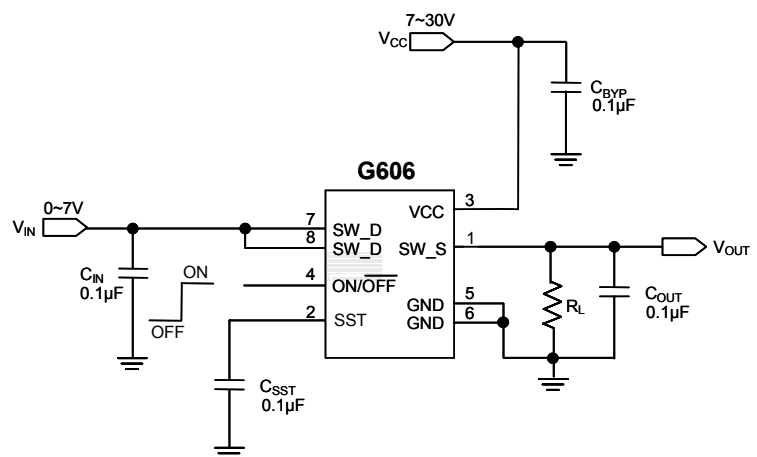 7~30V
VCC
CBYP
0.1µF
G606
0~7V
VIN
7
SW_D
8
SW_D
VCC
3
SW_S
1
VOUT
CIN
0.1µF
ON
OFF
4
ON/OFF
2
SST
GND
5
GND
6
RL
COUT
0.1µF
CSST
0.1µF